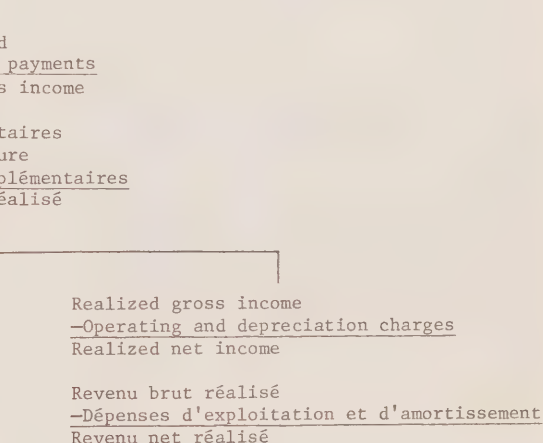 d
payments
s income
taires
ure
plémentaires
éalisé
Realized gross income
—Operating and depreciation charges
Realized net income
Revenu brut réalisé
—Dépenses d'exploitation et d'amortissement
Revenu net réalisé